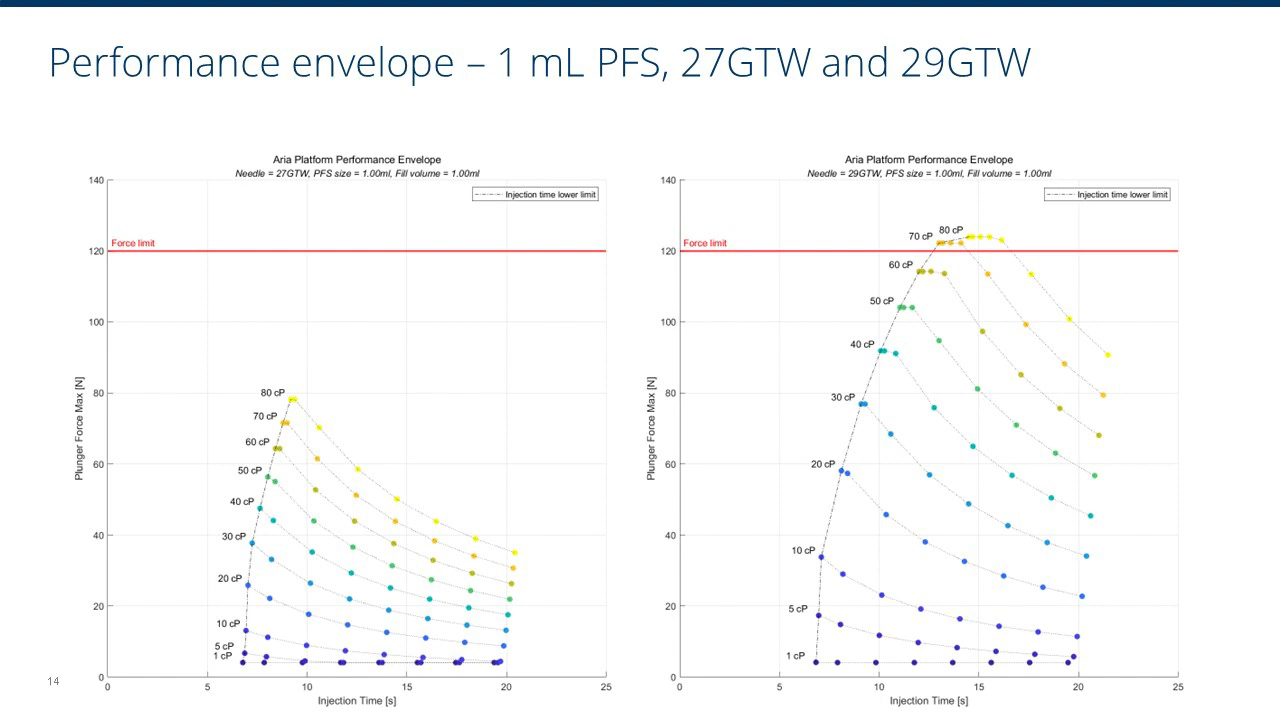 Performance envelope – 1 mL PFS, 27GTW and 29GTW
Aria Platform Performance Envelope
Needle = 27GTW, PFS size = 1.00ml, Fill volume = 1.00ml
Injection time lower limit
Force limit
140
120
100
80
60
40
20
0
Plunger Force Max [N]
80 cP
70 cP
60 cP
50 cP
40 cP
30 cP
20 cP
10 cP
5 cP
1 cP
0
5
10
15
20
25
Injection Time [s]
Aria Platform Performance Envelope
Needle = 29GTW, PFS size = 1.00ml, Fill volume = 1.00ml
Injection time lower limit
Force limit
140
120
100
80
60
40
20
0
Plunger Force Max [N]
80 cP
70 cP
60 cP
50 cP
40 cP
30 cP
20 cP
10 cP
5 cP
1 cP
0
5
10
15
20
25
Injection Time [s]
14